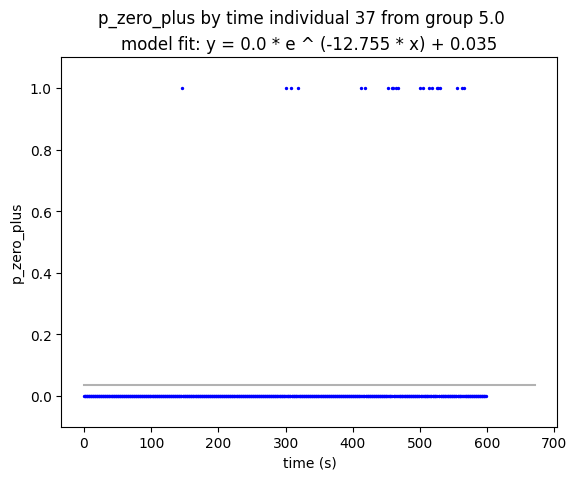 p_zero_plus by time individual 37 from group 5.0
model fit: y = 0.0 * e ^ (-12.755 * x) + 0.035
1.0
0.8
0.6
0.4
0.2
0.0
p_zero_plus
0 100 200 300 400 500 600 700
time (s)